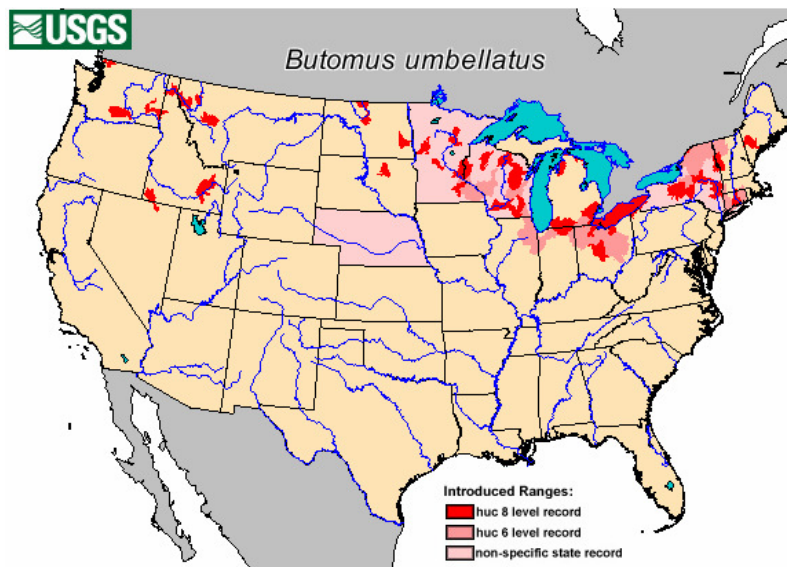 USGS
Butomus umbellatus
Introduced Ranges:
huc 8 level record
huc 6 level record
non-specific state record